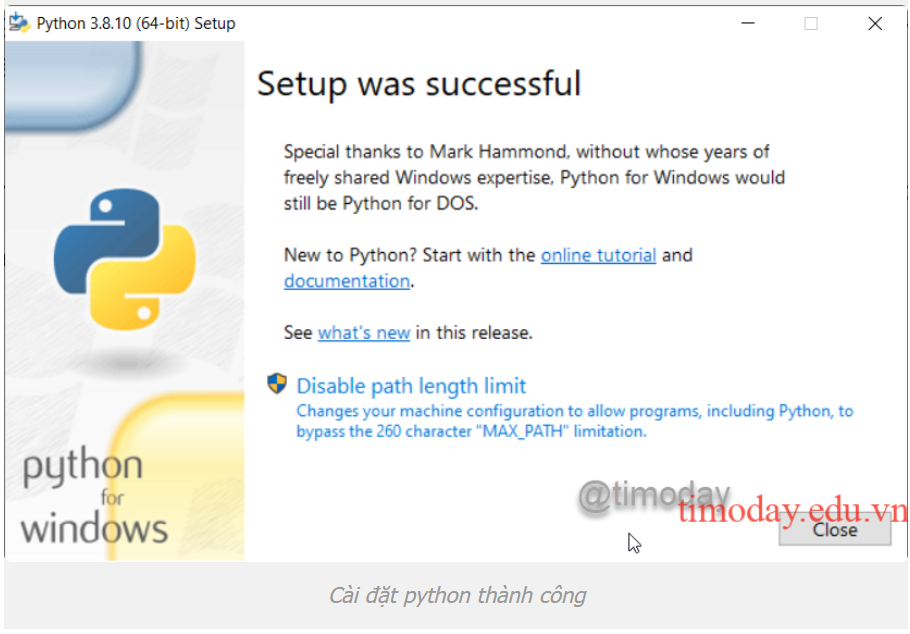 Python 3.8.10 (64-bit) Setup
Setup was successful
Special thanks to Mark Hammond, without whose years of
freely shared Windows expertise, Python for Windows would
still be Python for DOS.
New to Python? Start with the online tutorial and
documentation.
See what's new in this release.
Disable path length limit
Changes your machine configuration to allow programs, including Python, to
bypass the 260 character "MAX_PATH" limitation.
python
for
windows
@timoday
timoday.edu.vn
Close
Cài đặt python thành công